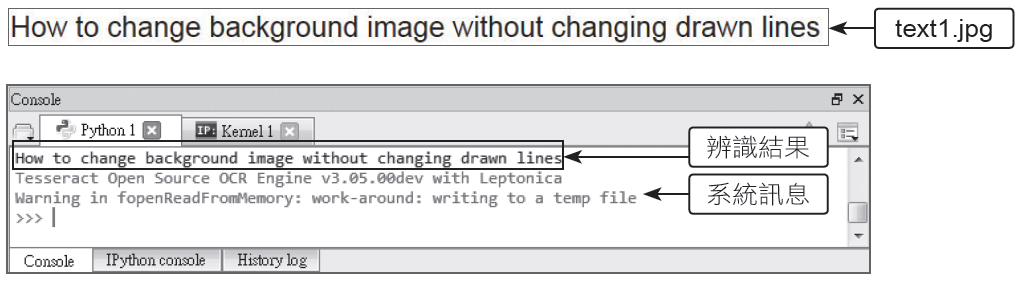 How to change background image without changing drawn lines
text1.jpg
Console
Python 1
IP: Kernel 1
How to change background image without changing drawn lines
辨識結果
Tesseract Open Source OCR Engine v3.05.00dev with Leptonica
Warning in fopenReadFromMemory: work-around: writing to a temp file
系統訊息
>>>
Console IPython console History log